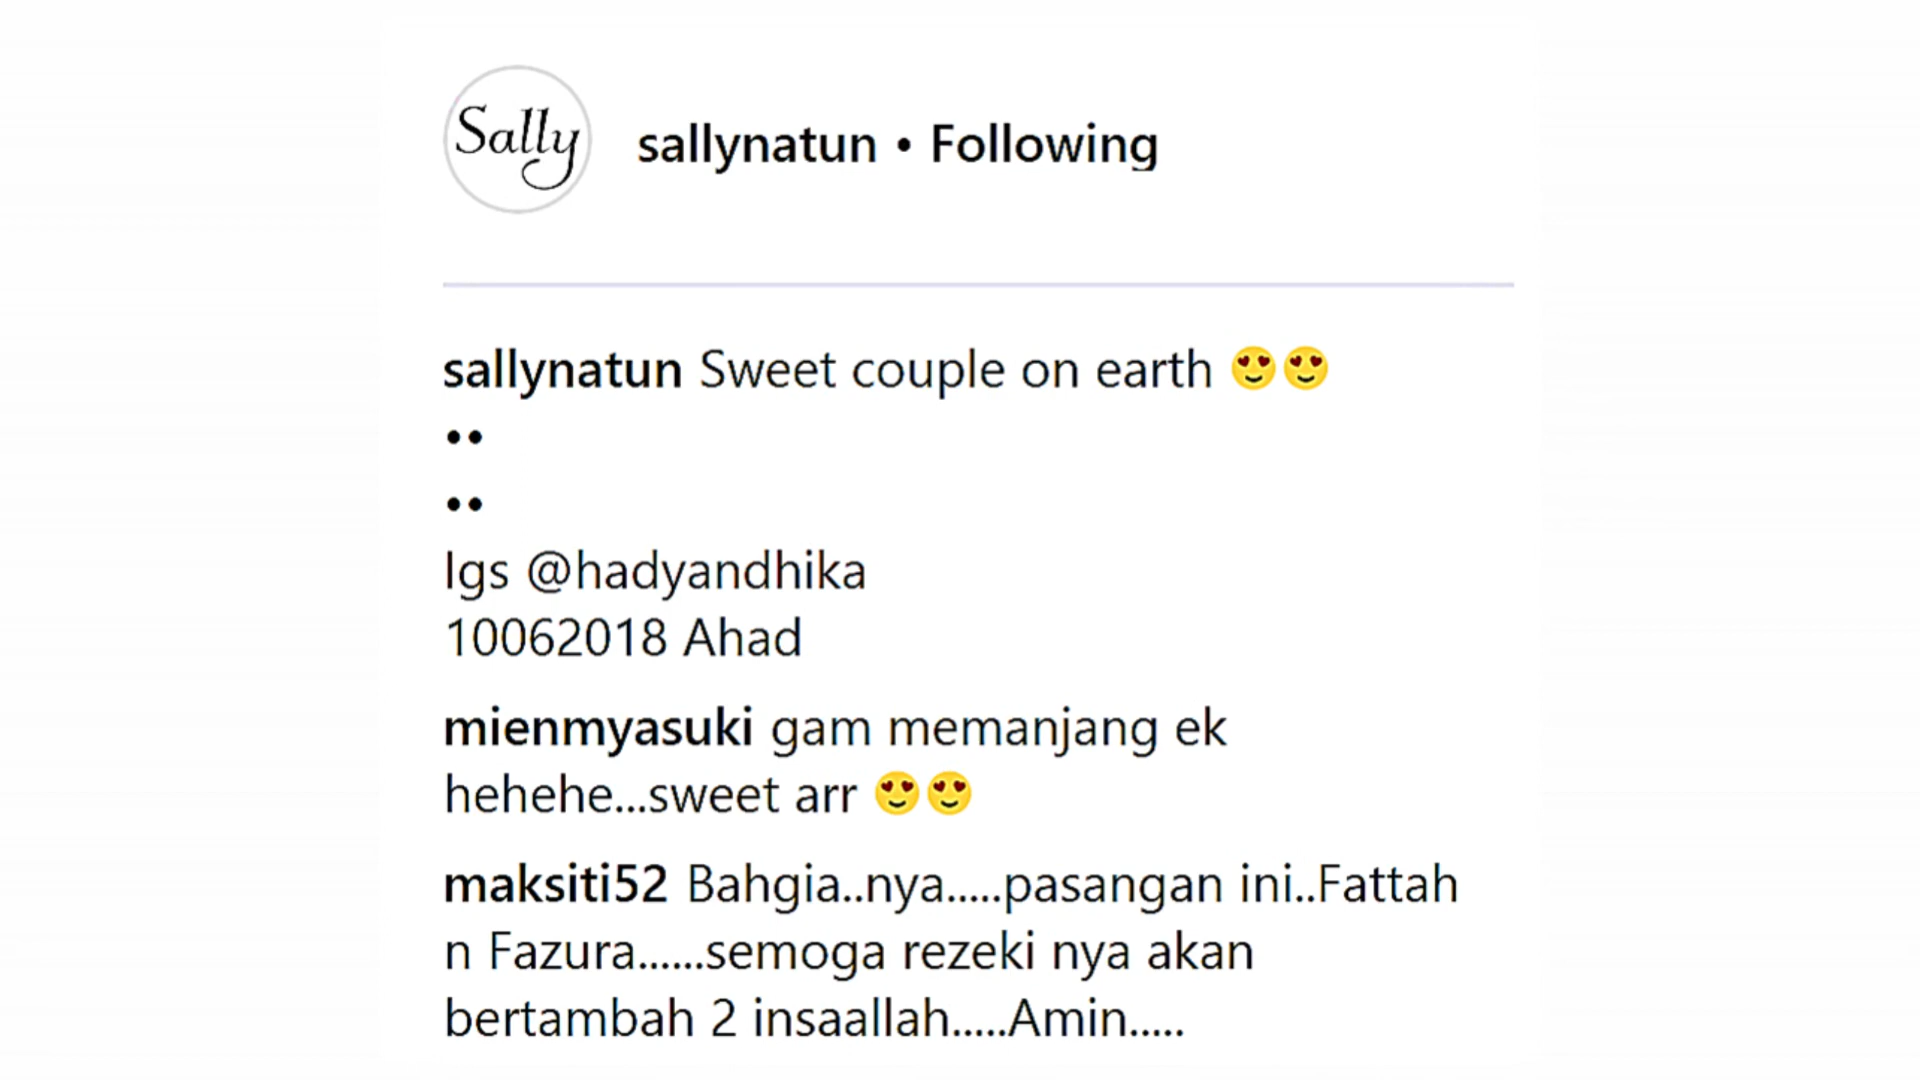 Sally
sallynatun • Following
sallynatun Sweet couple on earth 😍😍
••
••
Igs @hadyandhika
10062018 Ahad
mienmyasuki gam memanjang ek
hehehe...sweet arr 😍😍
maksiti52 Bahgia..nya.....pasangan ini..Fattah
n Fazura......semoga rezeki nya akan
bertambah 2 insaallah.....Amin.....